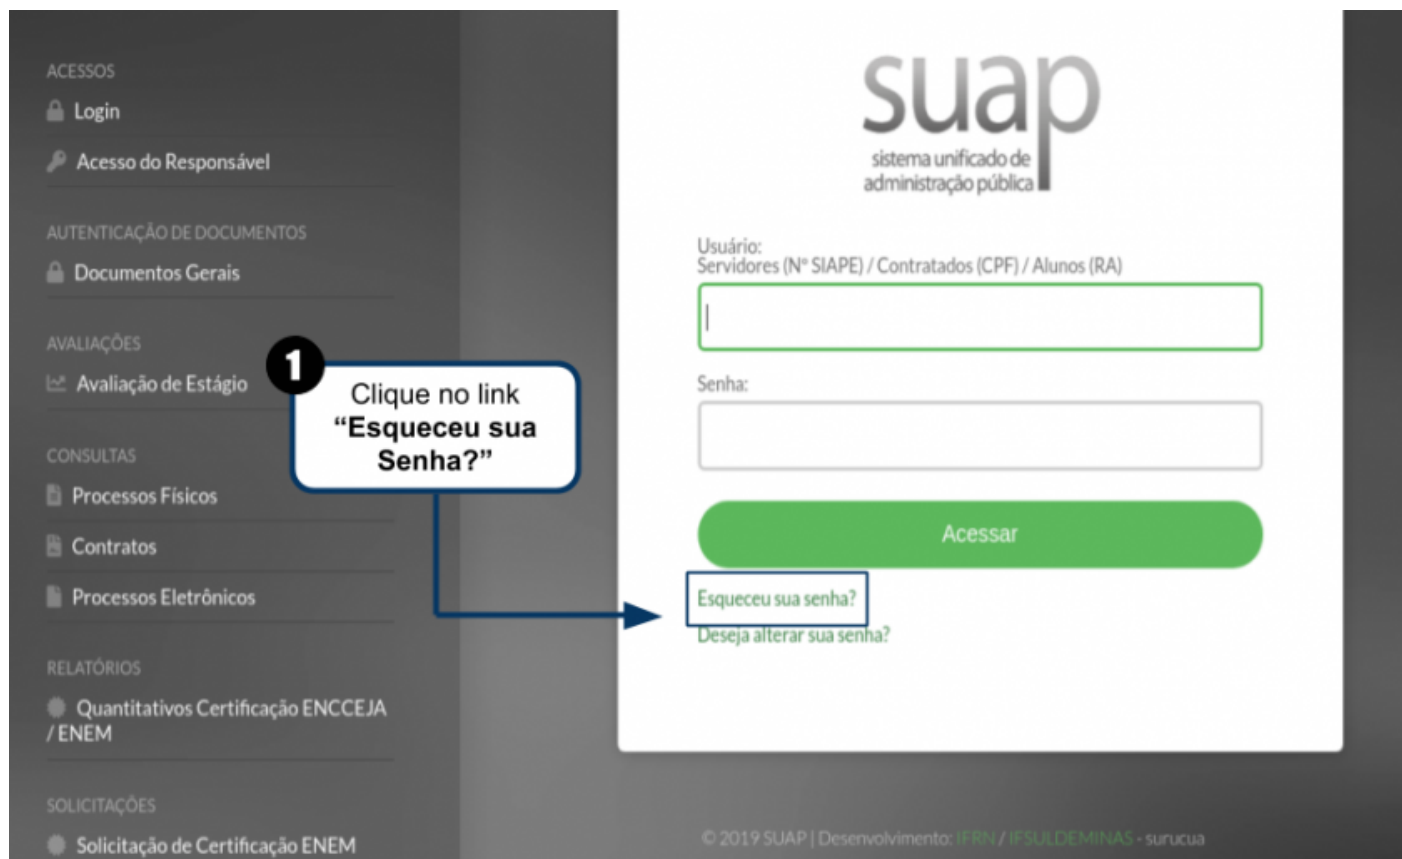 ACESSOS
Login
Acesso do Responsável
AUTENTICAÇÃO DE DOCUMENTOS
Documentos Gerais
AVALIAÇÕES
Avaliação de Estágio
CONSULTAS
Processos Físicos
Contratos
Processos Eletrônicos
RELATÓRIOS
Quantitativos Certificação ENCCEJA
/ ENEM
SOLICITAÇÕES
Solicitação de Certificação ENEM
1
Clique no link
“Esqueceu sua
Senha?”
suap
sistema unificado de
administração pública
Usuário:
Servidores (Nº SIAPE) / Contratados (CPF) / Alunos (RA)
Senha:
Acessar
Esqueceu sua senha?
Deseja alterar sua senha?
© 2019 SUAP | Desenvolvimento: IFRN / IFSULDEMINAS - surucua